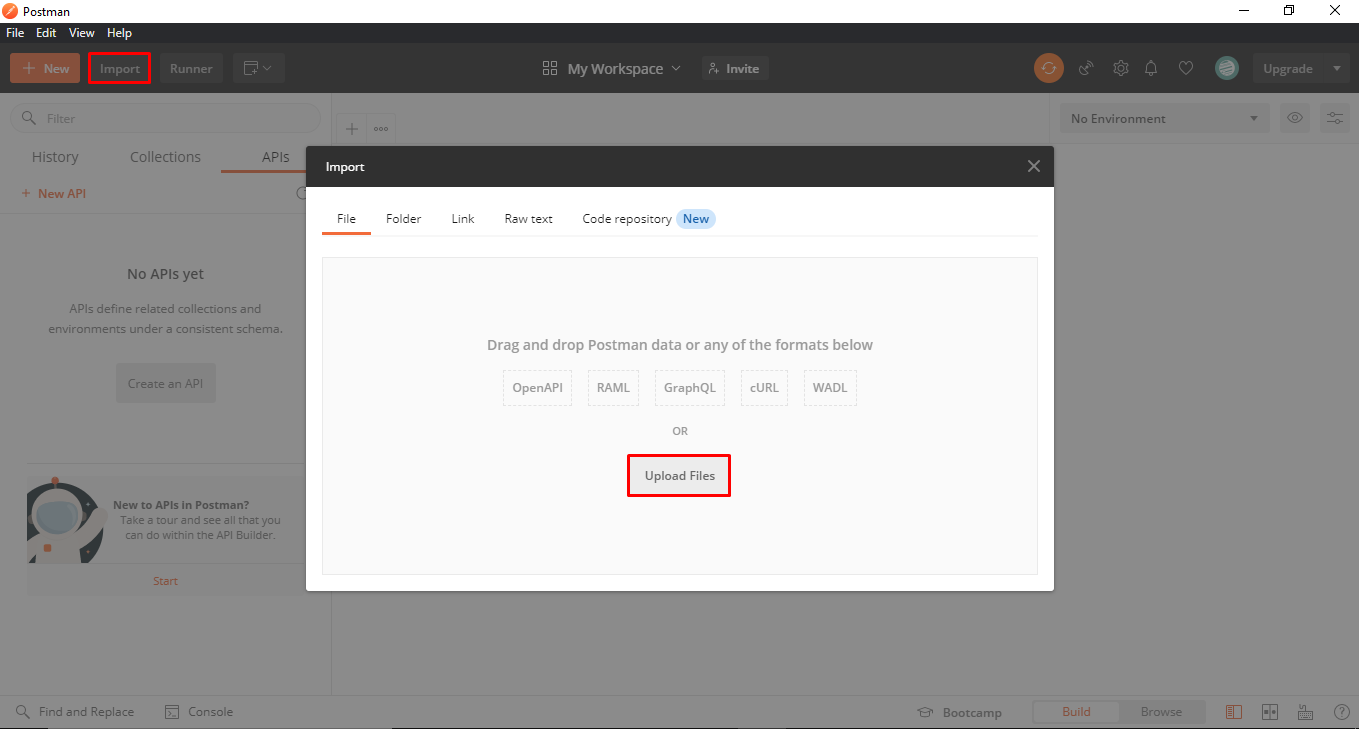 Postman
File Edit View Help
New Import Runner My Workspace Invite Upgrade
Filter
No Environment
History Collections APIs
New API
No APIs yet
APIs define related collections and
environments under a consistent schema.
Create an API
New to APIs in Postman?
Take a tour and see all that you
can do within the API Builder.
Start
Import
File Folder Link Raw text Code repository New
Drag and drop Postman data or any of the formats below
OpenAPI RAML GraphQL cURL WADL
OR
Upload Files
Find and Replace Console Bootcamp Build Browse